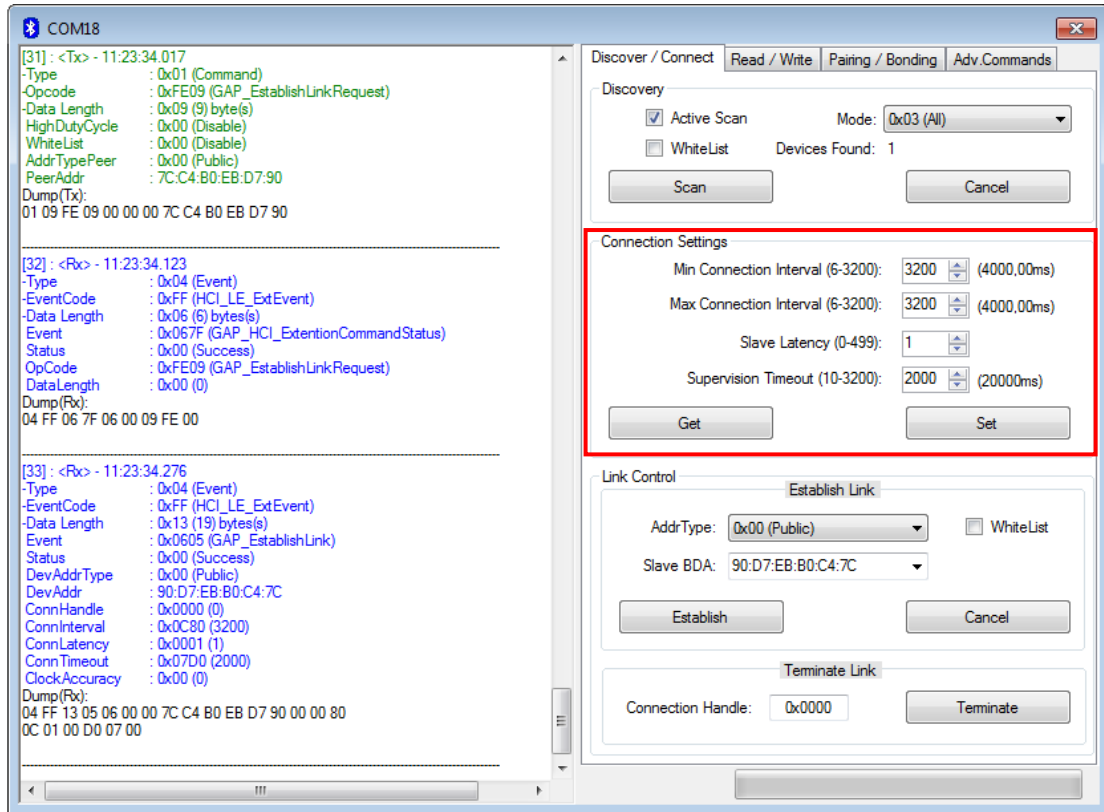 COM18
[31] : <Tx> - 11:23:34.017
-Type : 0x01 (Command)
-Opcode : 0xFE09 (GAP_EstablishLinkRequest)
-Data Length : 0x09 (9) byte(s)
HighDutyCycle : 0x00 (Disable)
WhiteList : 0x00 (Disable)
AddrTypePeer : 0x00 (Public)
PeerAddr : 7C:C4:B0:EB:D7:90
Dump(Tx):
01 09 FE 09 00 00 00 7C C4 B0 EB D7 90
[32] : <Rx> - 11:23:34.123
-Type : 0x04 (Event)
-EventCode : 0xFF (HCI_LE_ExtEvent)
-Data Length : 0x06 (6) bytes(s)
Event : 0x067F (GAP_HCI_ExtentionCommandStatus)
Status : 0x00 (Success)
OpCode : 0xFE09 (GAP_EstablishLinkRequest)
DataLength : 0x00 (0)
Dump(Rx):
04 FF 06 7F 06 00 09 FE 00
[33] : <Rx> - 11:23:34.276
-Type : 0x04 (Event)
-EventCode : 0xFF (HCI_LE_ExtEvent)
-Data Length : 0x13 (19) bytes(s)
Event : 0x0605 (GAP_EstablishLink)
Status : 0x00 (Success)
DevAddrType : 0x00 (Public)
DevAddr : 90:D7:EB:B0:C4:7C
ConnHandle : 0x0000 (0)
ConnInterval : 0x0C80 (3200)
ConnLatency : 0x0001 (1)
ConnTimeout : 0x07D0 (2000)
ClockAccuracy : 0x00 (0)
Dump(Rx):
04 FF 13 05 06 00 00 7C C4 B0 EB D7 90 00 00 80
0C 01 00 D0 07 00
Discover / Connect Read / Write Pairing / Bonding Adv.Commands
Discovery
Active Scan Mode: 0x03 (All)
WhiteList Devices Found: 1
Scan Cancel
Connection Settings
Min Connection Interval (6-3200): 3200 (4000,00ms)
Max Connection Interval (6-3200): 3200 (4000,00ms)
Slave Latency (0-499): 1
Supervision Timeout (10-3200): 2000 (20000ms)
Get Set
Link Control
Establish Link
AddrType: 0x00 (Public) WhiteList
Slave BDA: 90:D7:EB:B0:C4:7C
Establish Cancel
Terminate Link
Connection Handle: 0x0000 Terminate